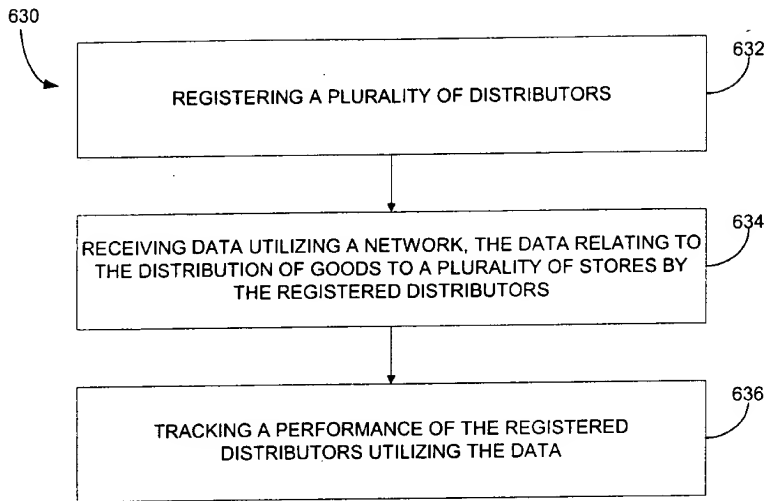 630
632
REGISTERING A PLURALITY OF DISTRIBUTORS
634
RECEIVING DATA UTILIZING A NETWORK, THE DATA RELATING TO
THE DISTRIBUTION OF GOODS TO A PLURALITY OF STORES BY
THE REGISTERED DISTRIBUTORS
636
TRACKING A PERFORMANCE OF THE REGISTERED
DISTRIBUTORS UTILIZING THE DATA